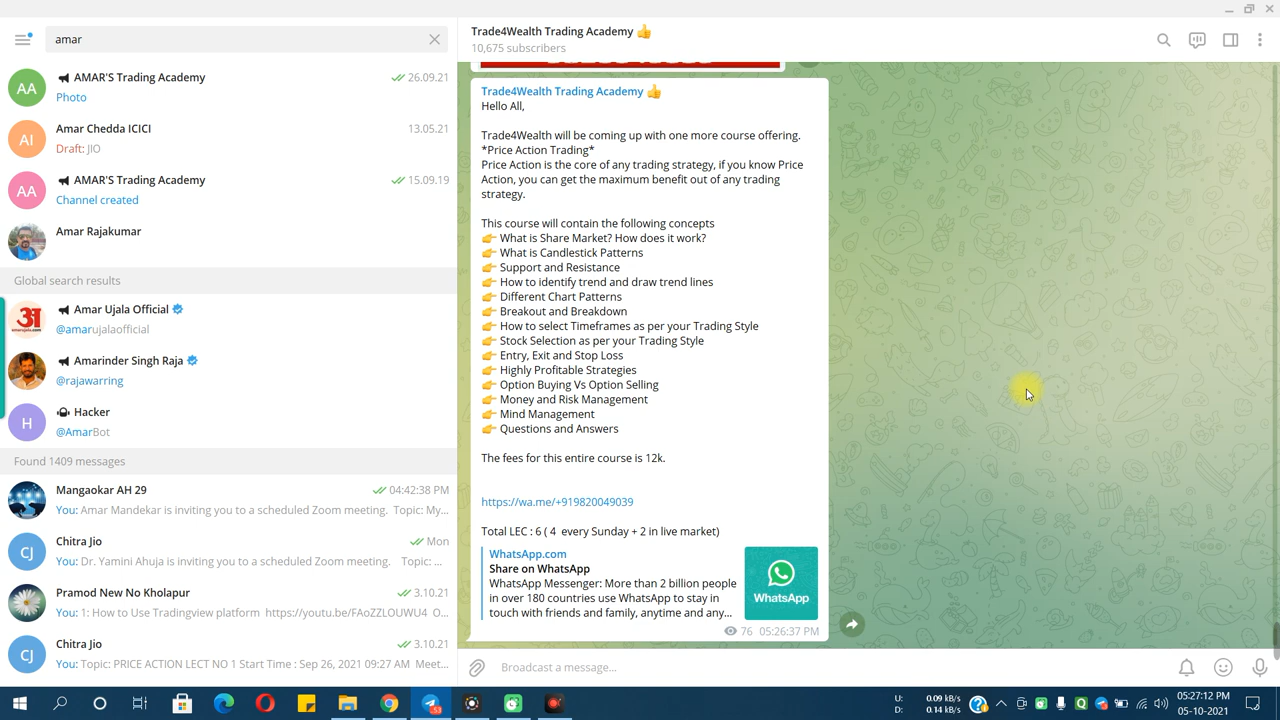 amar
AA
AMAR'S Trading Academy
26.09.21
Photo
AI
Amar Chedda ICICI
13.05.21
Draft: JIO
AA
AMAR'S Trading Academy
15.09.19
Channel created
Amar Rajakumar
Global search results
Amar Ujala Official
@amarujalaofficial
Amarinder Singh Raja
@rajawarring
H
Hacker
@AmarBot
Found 1409 messages
Mangaokar AH 29
04:42:38 PM
You: Amar Mandekar is inviting you to a scheduled Zoom meeting. Topic: My...
CJ
Chitra Jio
Mon
You: Dr. Yamini Ahuja is inviting you to a scheduled Zoom meeting. Topic: ...
Pramod New No Kholapur
3.10.21
You: 1: How to Use Tradingview platform https://youtu.be/FAoZZLOUWU4 O...
CJ
Chitra Jio
3.10.21
You: Topic: PRICE ACTION LECT NO 1 Start Time : Sep 26, 2021 09:27 AM Meet...
Trade4Wealth Trading Academy 👍
10,675 subscribers
Trade4Wealth Trading Academy 👍
Hello All,
Trade4Wealth will be coming up with one more course offering.
*Price Action Trading*
Price Action is the core of any trading strategy, if you know Price
Action, you can get the maximum benefit out of any trading
strategy.
This course will contain the following concepts
👉 What is Share Market? How does it work?
👉 What is Candlestick Patterns
👉 Support and Resistance
👉 How to identify trend and draw trend lines
👉 Different Chart Patterns
👉 Breakout and Breakdown
👉 How to select Timeframes as per your Trading Style
👉 Stock Selection as per your Trading Style
👉 Entry, Exit and Stop Loss
👉 Highly Profitable Strategies
👉 Option Buying Vs Option Selling
👉 Money and Risk Management
👉 Mind Management
👉 Questions and Answers
The fees for this entire course is 12k.
https://wa.me/+919820049039
Total LEC : 6 ( 4 every Sunday + 2 in live market)
WhatsApp.com
Share on WhatsApp
WhatsApp Messenger: More than 2 billion people
in over 180 countries use WhatsApp to stay in
touch with friends and family, anytime and any...
WhatsApp
76 05:26:37 PM
Broadcast a message...
U: 0.09 kB/s
D: 0.14 kB/s
05:27:12 PM
05-10-2021